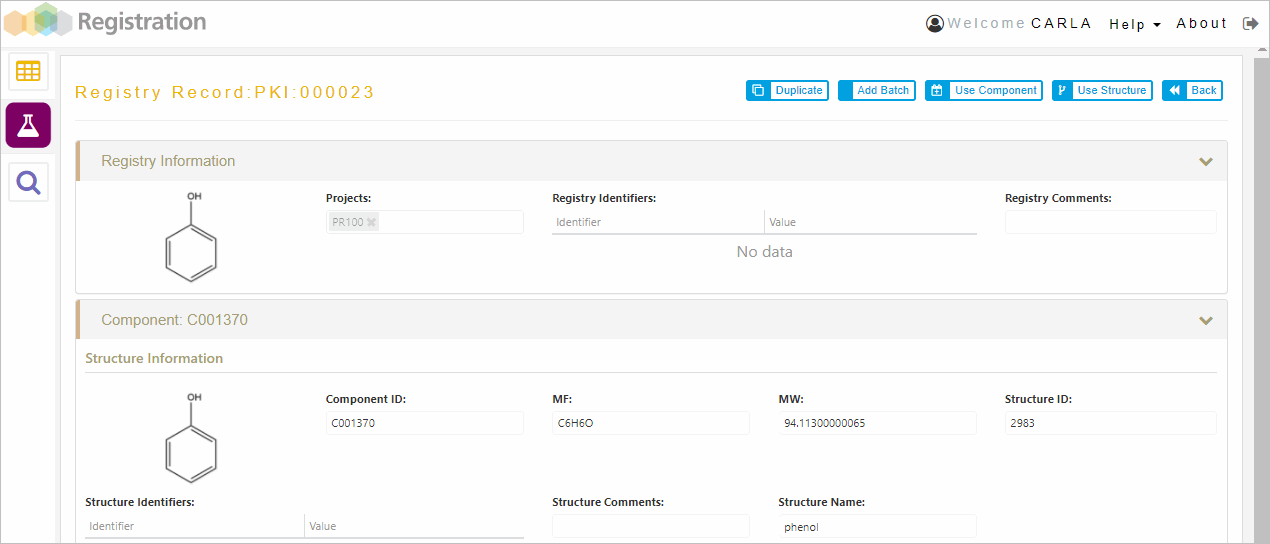 Registration
Welcome CARLA Help About
Registry Record:PKI:000023
Duplicate Add Batch Use Component Use Structure Back
Registry Information
OH
Projects: Registry Identifiers: Registry Comments:
PR100 Identifier Value
No data
Component: C001370
Structure Information
OH
Component ID: MF: MW: Structure ID:
C001370 C6H6O 94.11300000065 2983
Structure Identifiers: Structure Comments: Structure Name:
Identifier Value phenol